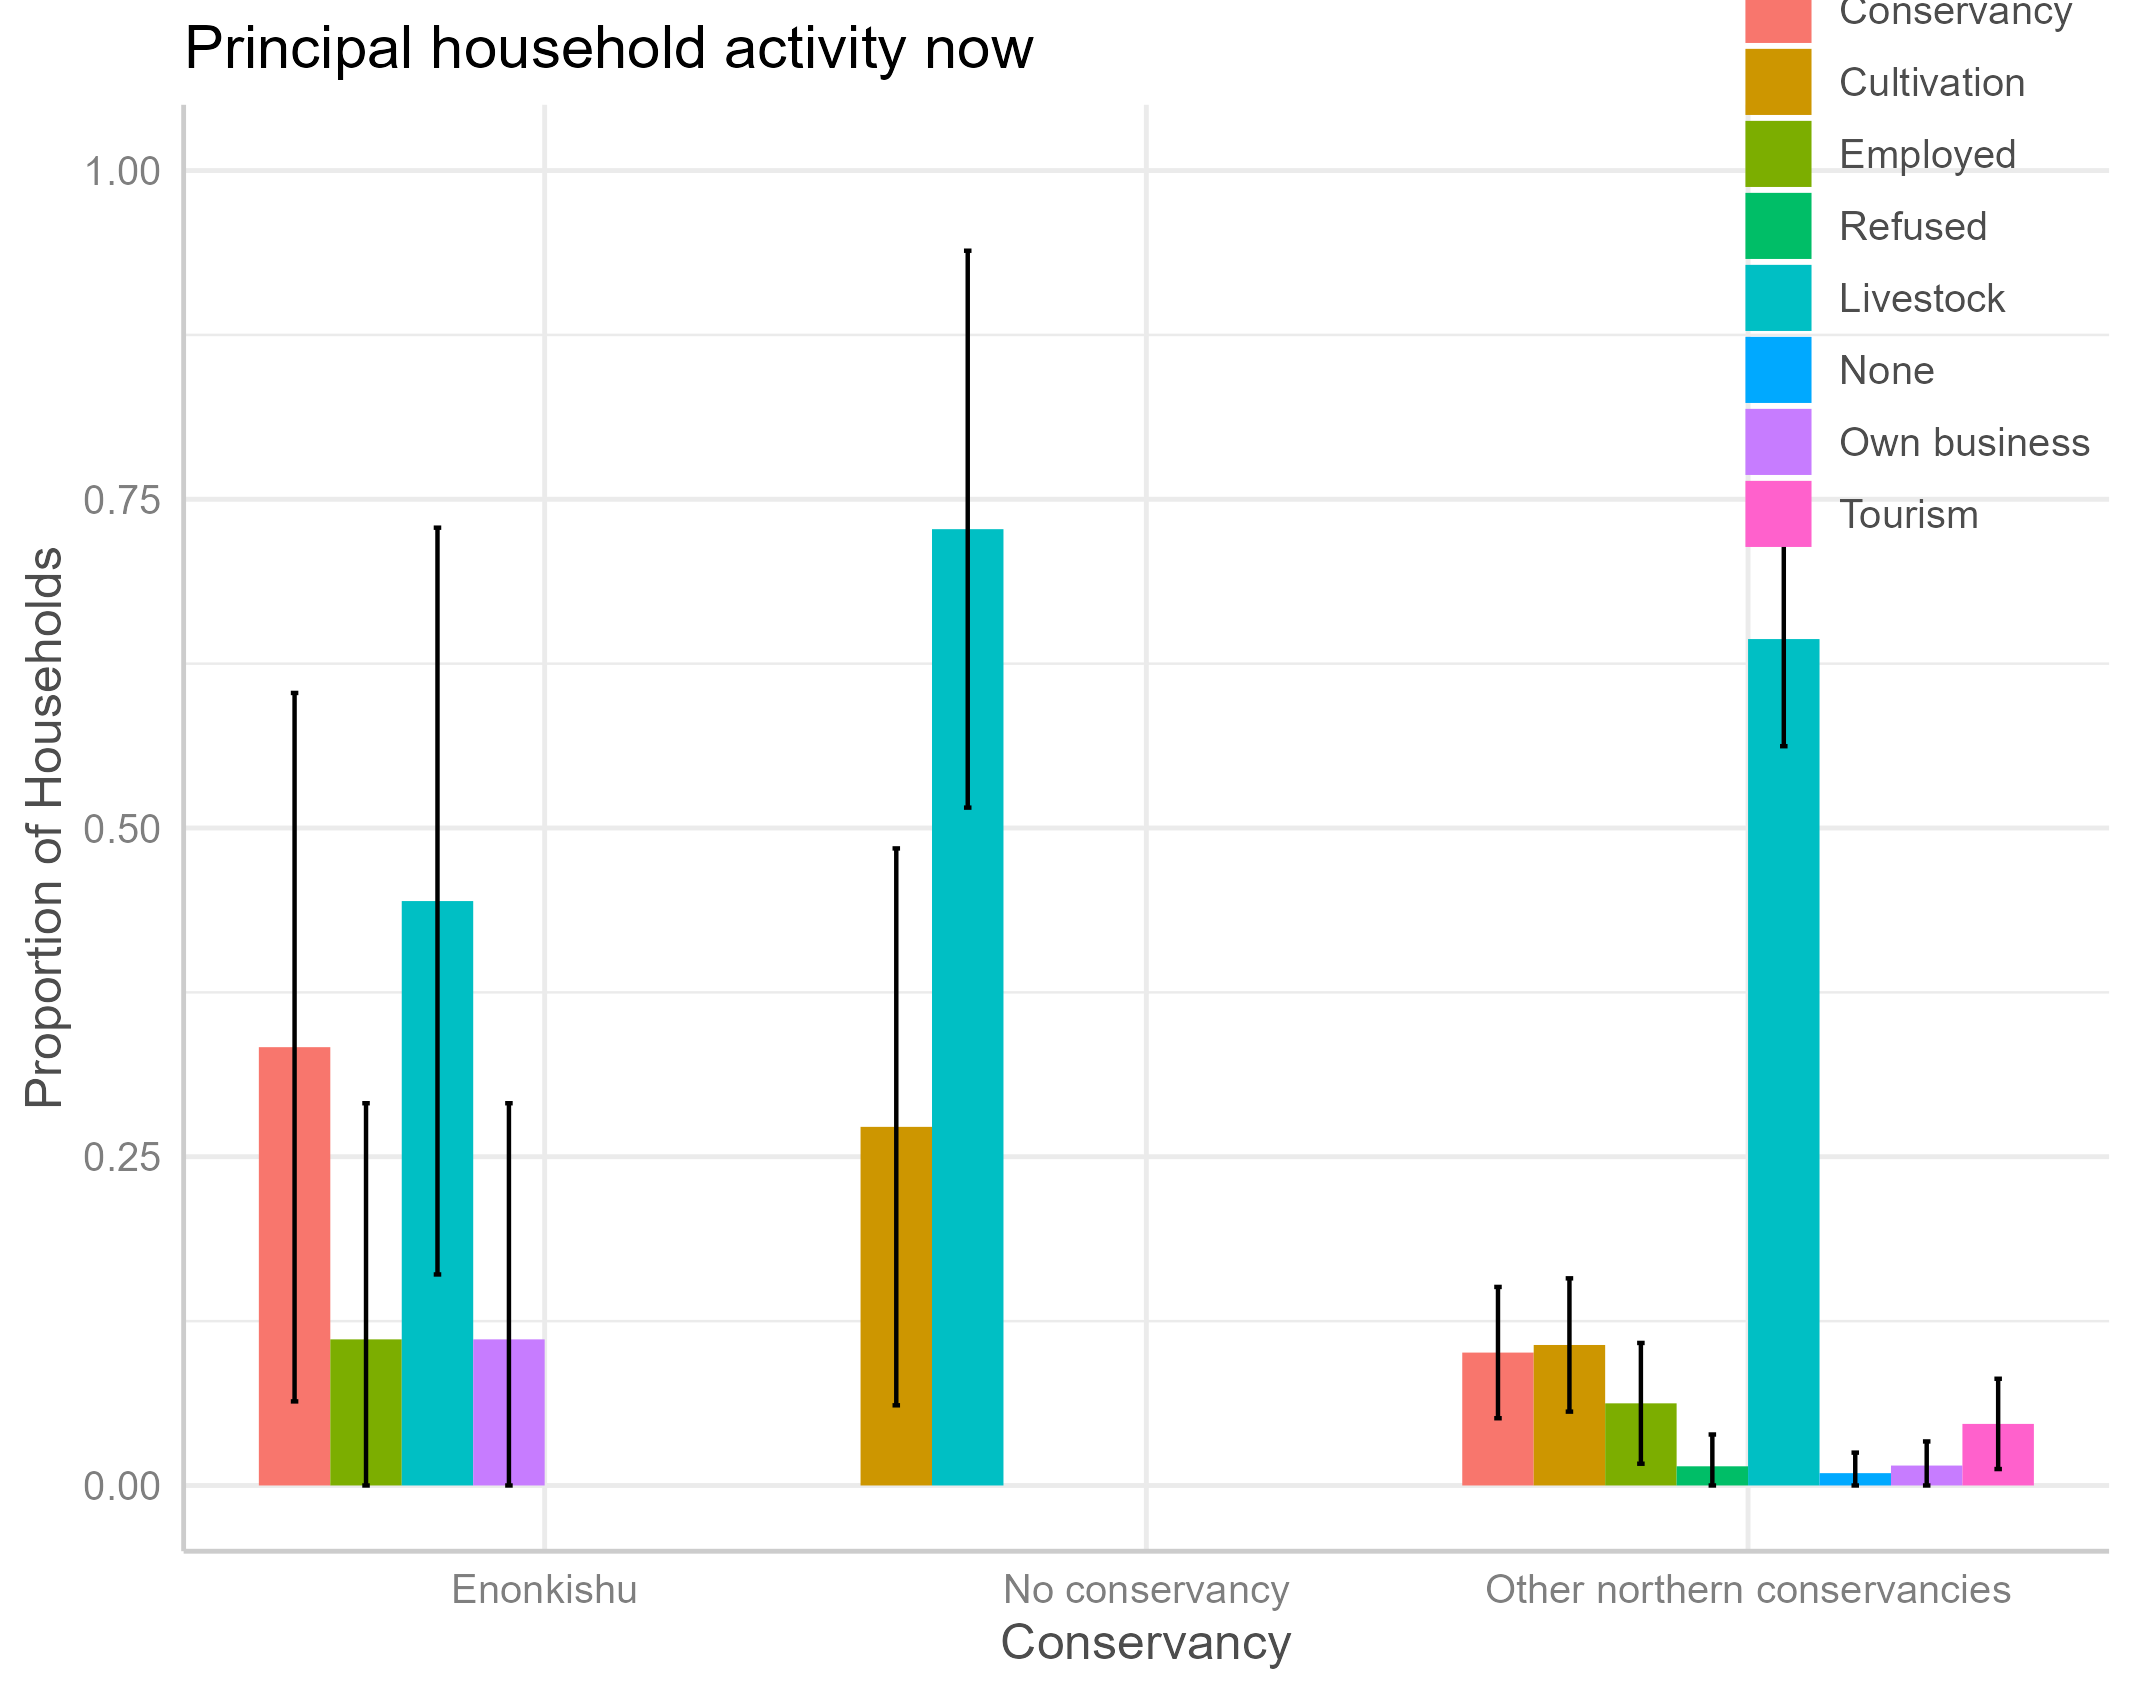 Principal household activity now
Conservancy
Cultivation
Employed
Refused
Livestock
None
Own business
Tourism
1.00
0.75
0.50
0.25
0.00
Proportion of Households
Enonkishu
No conservancy
Other northern conservancies
Conservancy